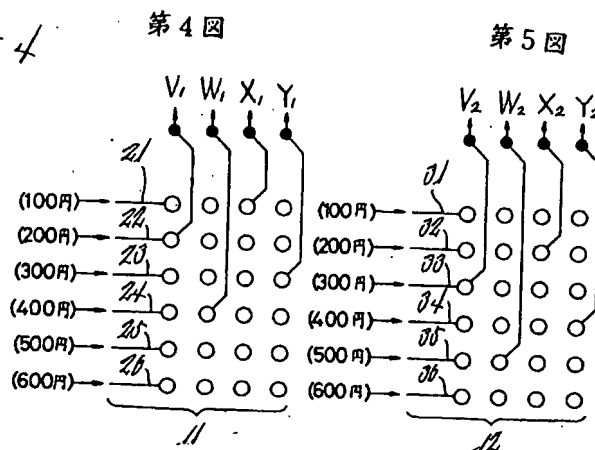 第4図
V₁ W₁ X₁ Y₁
21
(100円)
22
(200円)
23
(300円)
24
(400円)
25
(500円)
26
(600円)
11
第5図
V₂ W₂ X₂ Y₂
31
(100円)
32
(200円)
33
(300円)
34
(400円)
35
(500円)
36
(600円)
12